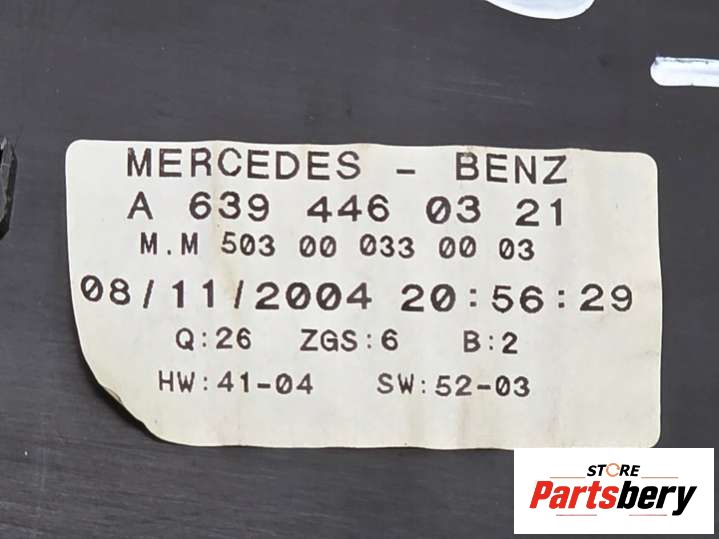 MERCEDES - BENZ
A 639 446 03 21
M.M 503 00 033 00 03
08/11/2004 20:56:29
Q:26 ZGS:6 B:2
HW:41-04 SW:52-03
STORE
Partsbery